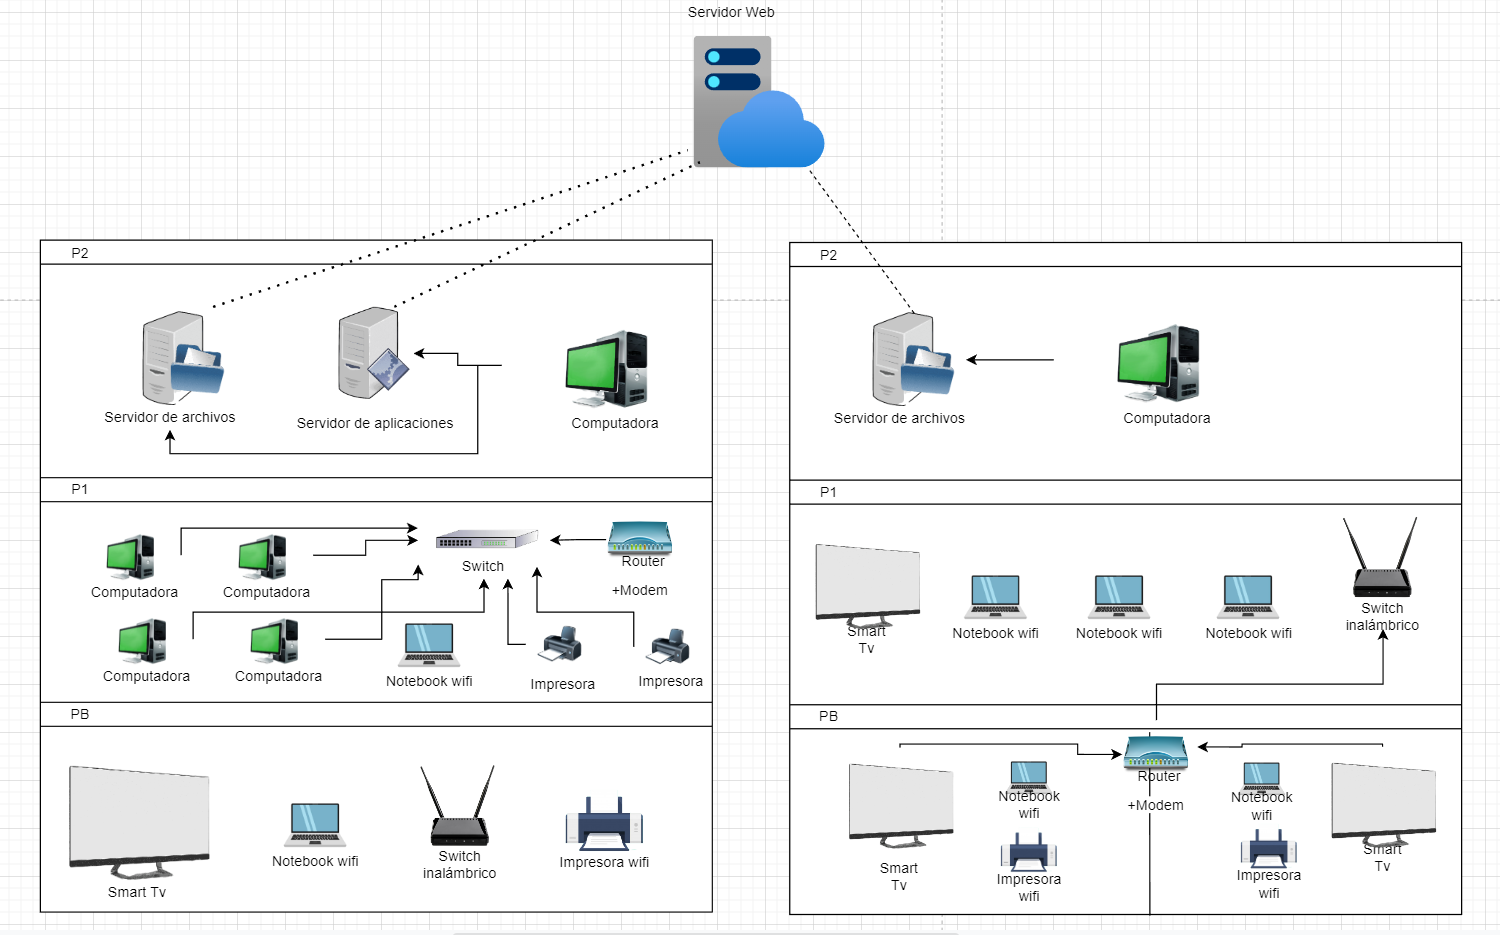 Servidor Web
P2
Servidor de archivos
Servidor de aplicaciones
Computadora
P1
Switch
Router
+Modem
Computadora
Computadora
Computadora
Computadora
Notebook wifi
Impresora
Impresora
PB
Smart Tv
Notebook wifi
Switch
inalámbrico
Impresora wifi
P2
Servidor de archivos
Computadora
P1
Smart
Tv
Notebook wifi
Notebook wifi
Notebook wifi
Switch
inalámbrico
PB
Router
+Modem
Notebook
wifi
Notebook
wifi
Smart
Tv
Impresora
wifi
Impresora
wifi
Smart
Tv